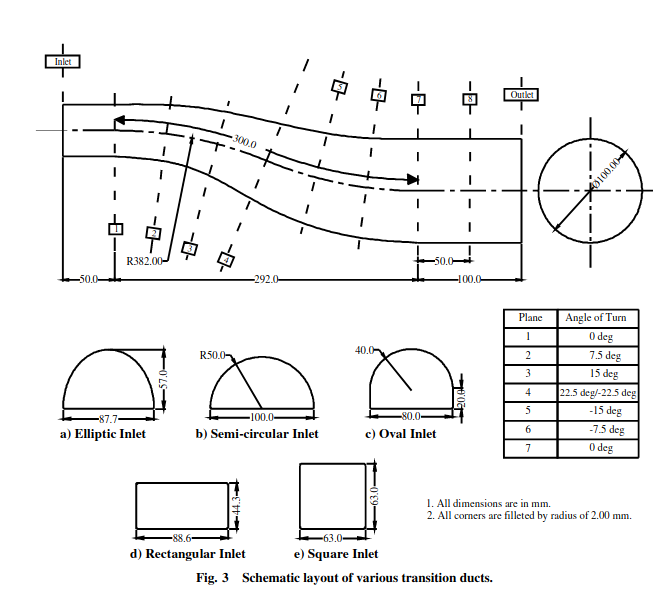 Inlet
5
6
7
8
Outlet
300.0
Ø100.00
1
2
3
4
R382.00
50.0
50.0
292.0
100.0
Plane Angle of Turn
1 0 deg
2 7.5 deg
3 15 deg
4 22.5 deg/-22.5 deg
5 -15 deg
6 -7.5 deg
7 0 deg
57.0
87.7
a) Elliptic Inlet
R50.0
100.0
b) Semi-circular Inlet
40.0
20.0
80.0
c) Oval Inlet
44.3
88.6
d) Rectangular Inlet
63.0
63.0
e) Square Inlet
1. All dimensions are in mm.
2. All corners are filleted by radius of 2.00 mm.
Fig. 3 Schematic layout of various transition ducts.